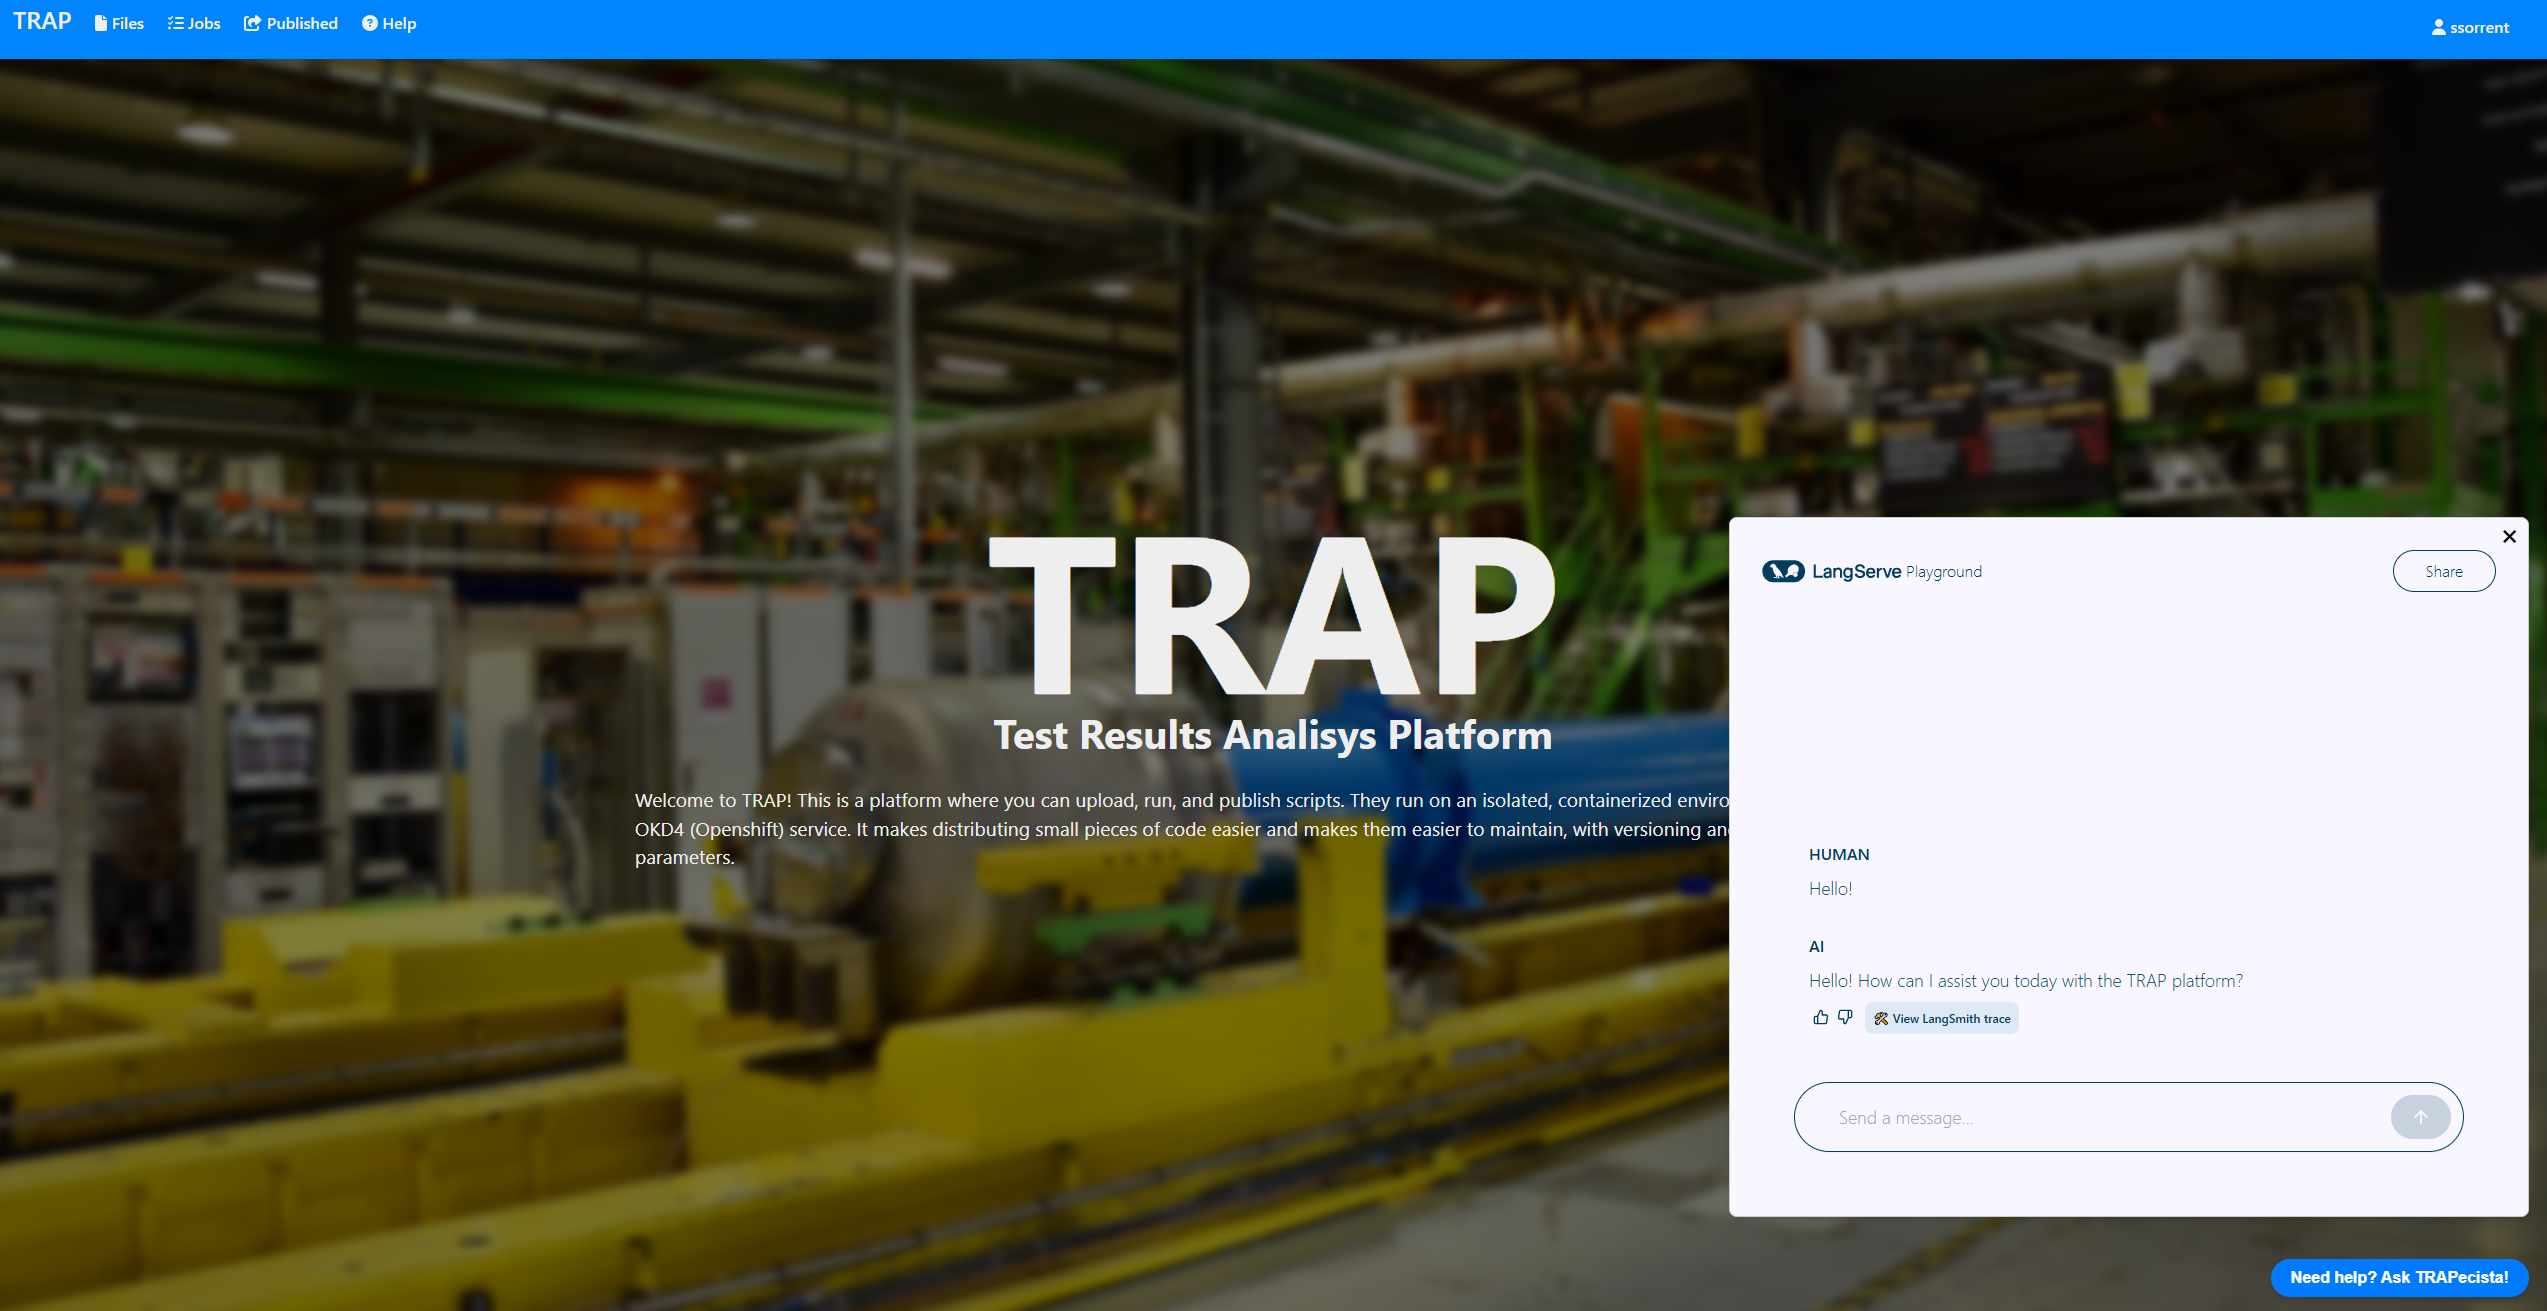 TRAP
Files
Jobs
Published
Help
ssorrent
TRAP
Test Results Analisys Platform
Welcome to TRAP! This is a platform where you can upload, run, and publish scripts. They run on an isolated, containerized enviro
OKD4 (Openshift) service. It makes distributing small pieces of code easier and makes them easier to maintain, with versioning an
parameters.
LangServe Playground
Share
HUMAN
Hello!
AI
Hello! How can I assist you today with the TRAP platform?
View LangSmith trace
Send a message...
Need help? Ask TRAPecista!